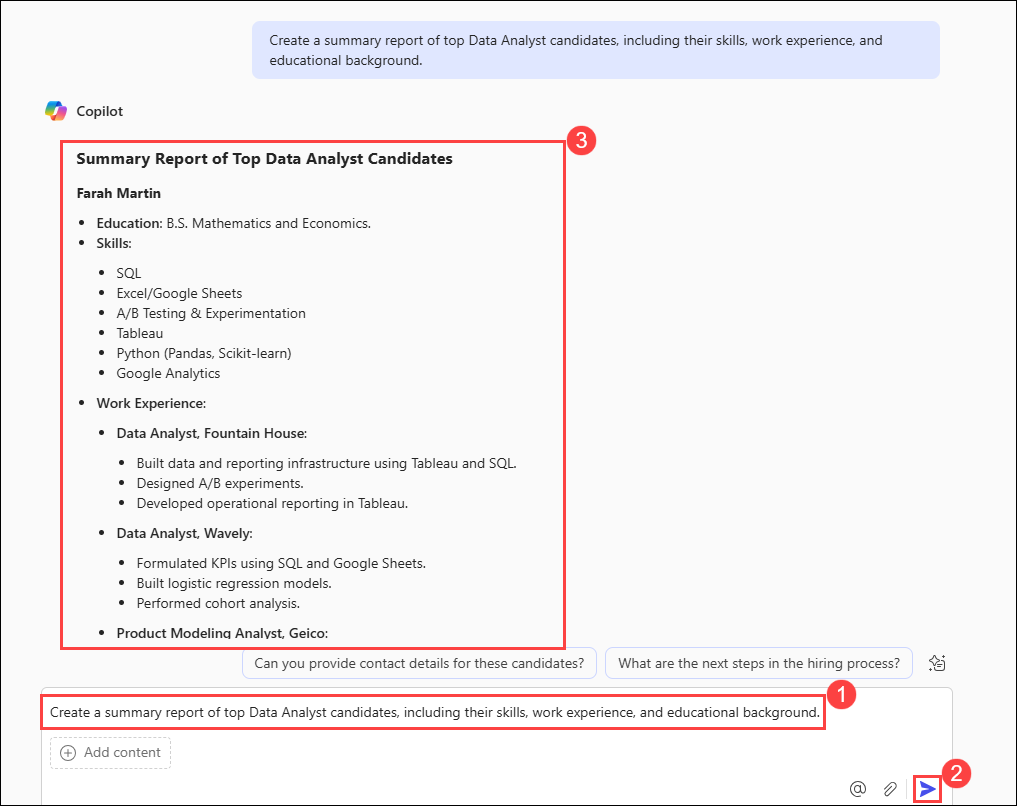 Create a summary report of top Data Analyst candidates, including their skills, work experience, and
educational background.
Copilot
3
Summary Report of Top Data Analyst Candidates
Farah Martin
• Education: B.S. Mathematics and Economics.
• Skills:
• SQL
• Excel/Google Sheets
• A/B Testing & Experimentation
• Tableau
• Python (Pandas, Scikit-learn)
• Google Analytics
• Work Experience:
• Data Analyst, Fountain House:
• Built data and reporting infrastructure using Tableau and SQL.
• Designed A/B experiments.
• Developed operational reporting in Tableau.
• Data Analyst, Wavely:
• Formulated KPIs using SQL and Google Sheets.
• Built logistic regression models.
• Performed cohort analysis.
• Product Modeling Analyst, Geico:
Can you provide contact details for these candidates? What are the next steps in the hiring process?
1
Create a summary report of top Data Analyst candidates, including their skills, work experience, and educational background.
Add content
2